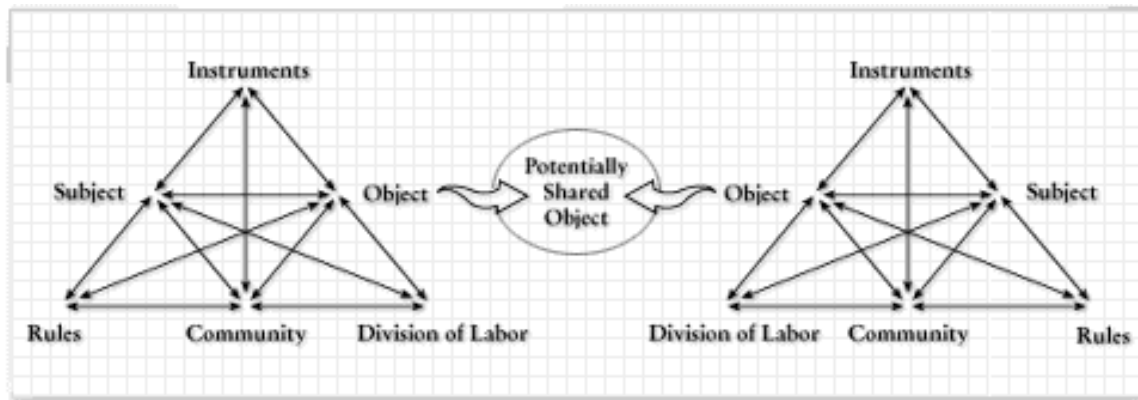 Instruments
Instruments
Potentially
Shared
Object
Subject
Object
Object
Subject
Rules
Community
Division of Labor
Division of Labor
Community
Rules